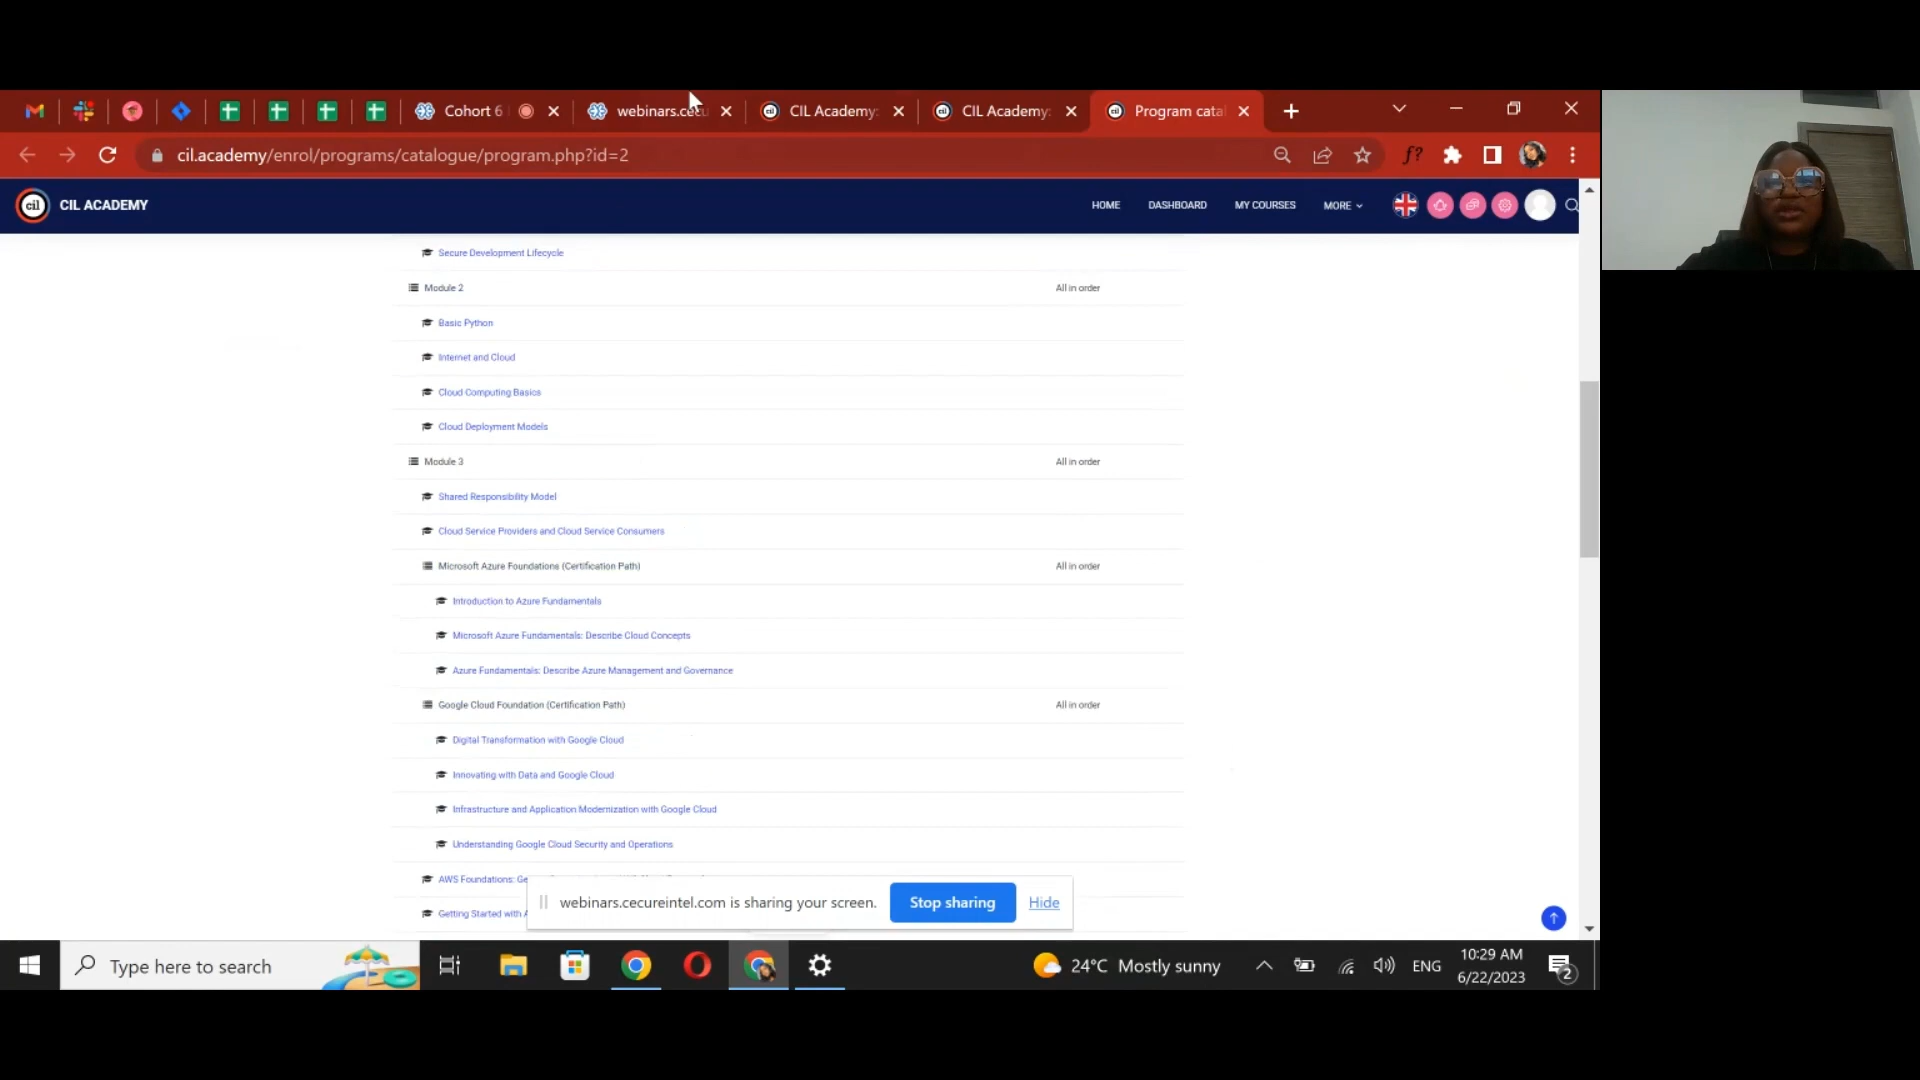 Cohort 6
webinars.cecu
CIL Academy:
CIL Academy:
Program cata
cil.academy/enrol/programs/catalogue/program.php?id=2
f?
cil
CIL ACADEMY
HOME
DASHBOARD
MY COURSES
MORE
Secure Development Lifecycle
Module 2 All in order
Basic Python
Internet and Cloud
Cloud Computing Basics
Cloud Deployment Models
Module 3 All in order
Shared Responsibility Model
Cloud Service Providers and Cloud Service Consumers
Microsoft Azure Foundations (Certification Path) All in order
Introduction to Azure Fundamentals
Microsoft Azure Fundamentals: Describe Cloud Concepts
Azure Fundamentals: Describe Azure Management and Governance
Google Cloud Foundation (Certification Path) All in order
Digital Transformation with Google Cloud
Innovating with Data and Google Cloud
Infrastructure and Application Modernization with Google Cloud
Understanding Google Cloud Security and Operations
AWS Foundations: Ge
Getting Started with A
webinars.cecureintel.com is sharing your screen.
Stop sharing
Hide
Type here to search
24°C Mostly sunny
ENG
10:29 AM
6/22/2023
2